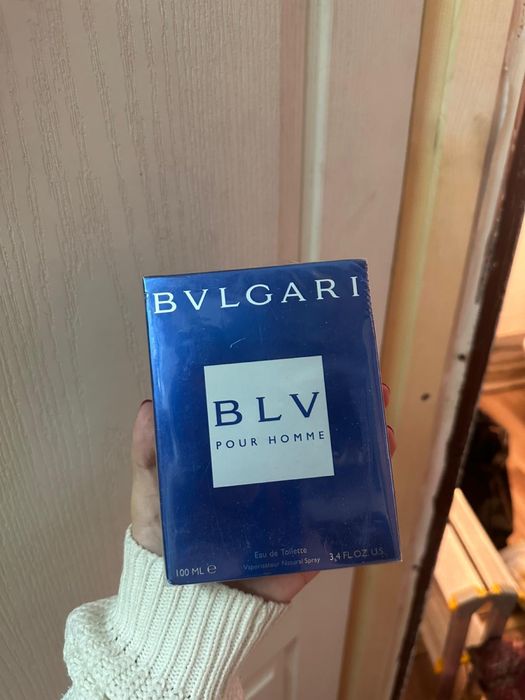 BVLGARI
BLV
POUR HOMME
Eau de Toilette
100 ML e Vaporisateur Natural Spray 3,4 FL.OZ. U.S.